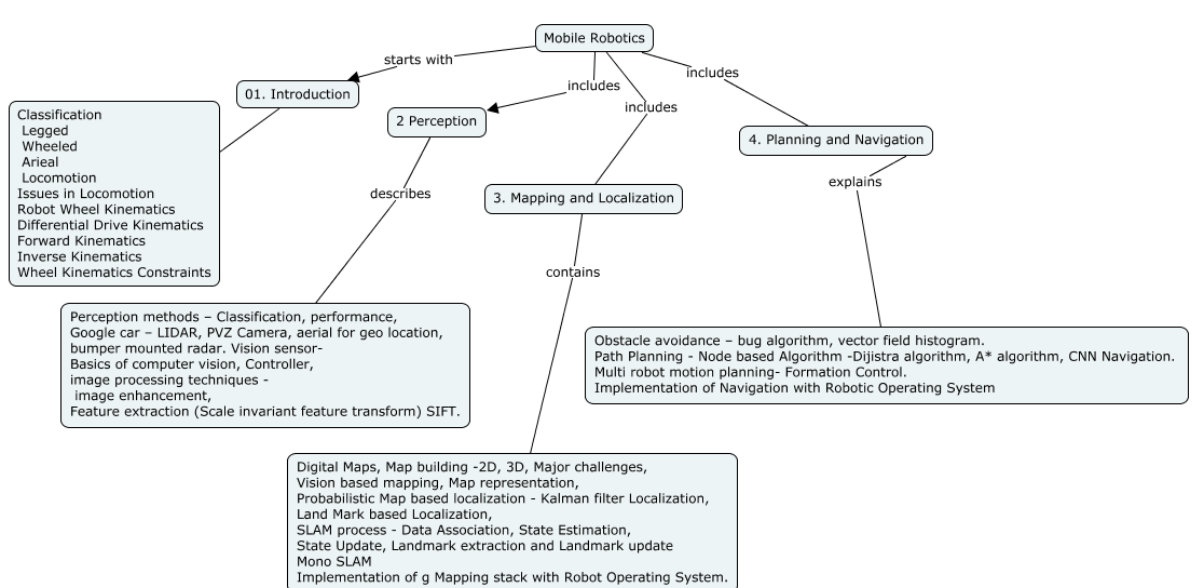 Mobile Robotics
starts with
includes
includes
includes
01. Introduction
2 Perception
3. Mapping and Localization
4. Planning and Navigation
Classification
Legged
Wheeled
Arieal
Locomotion
Issues in Locomotion
Robot Wheel Kinematics
Differential Drive Kinematics
Forward Kinematics
Inverse Kinematics
Wheel Kinematics Constraints
describes
Perception methods – Classification, performance,
Google car – LIDAR, PVZ Camera, aerial for geo location,
bumper mounted radar. Vision sensor-
Basics of computer vision, Controller,
image processing techniques -
image enhancement,
Feature extraction (Scale invariant feature transform) SIFT.
contains
Digital Maps, Map building -2D, 3D, Major challenges,
Vision based mapping, Map representation,
Probabilistic Map based localization - Kalman filter Localization,
Land Mark based Localization,
SLAM process - Data Association, State Estimation,
State Update, Landmark extraction and Landmark update
Mono SLAM
Implementation of g Mapping stack with Robot Operating System.
explains
Obstacle avoidance – bug algorithm, vector field histogram.
Path Planning - Node based Algorithm -Dijistra algorithm, A* algorithm, CNN Navigation.
Multi robot motion planning- Formation Control.
Implementation of Navigation with Robotic Operating System